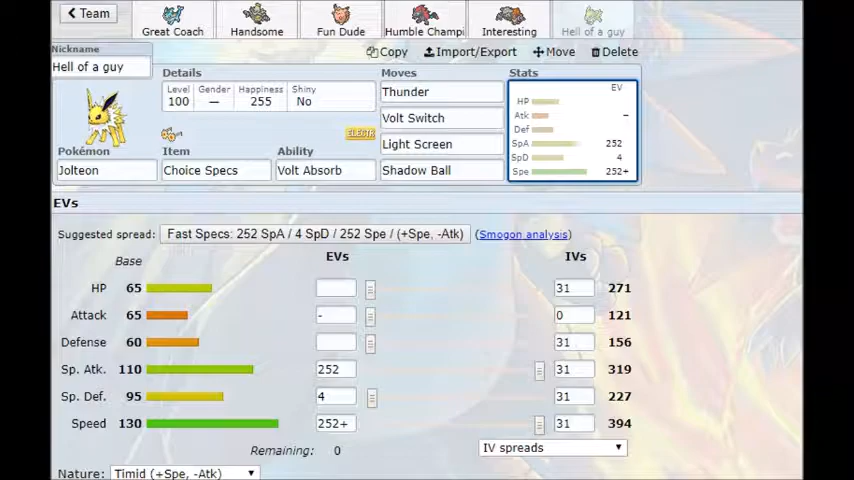 Team
Great Coach
Handsome
Fun Dude
Humble Champi
Interesting
Hell of a guy
Copy
Import/Export
Move
Delete
Nickname
Hell of a guy
Details
Level
100
Gender
—
Happiness
255
Shiny
No
ELECTR
Pokémon
Jolteon
Item
Choice Specs
Ability
Volt Absorb
Moves
Thunder
Volt Switch
Light Screen
Shadow Ball
Stats
EV
HP
Atk –
Def
SpA 252
SpD 4
Spe 252+
EVs
Suggested spread: Fast Specs: 252 SpA / 4 SpD / 252 Spe / (+Spe, -Atk) (Smogon analysis)
Base EVs IVs
HP 65 31 271
Attack 65 - 0 121
Defense 60 31 156
Sp. Atk. 110 252 31 319
Sp. Def. 95 4 31 227
Speed 130 252+ 31 394
Remaining: 0
IV spreads
Nature: Timid (+Spe, -Atk)